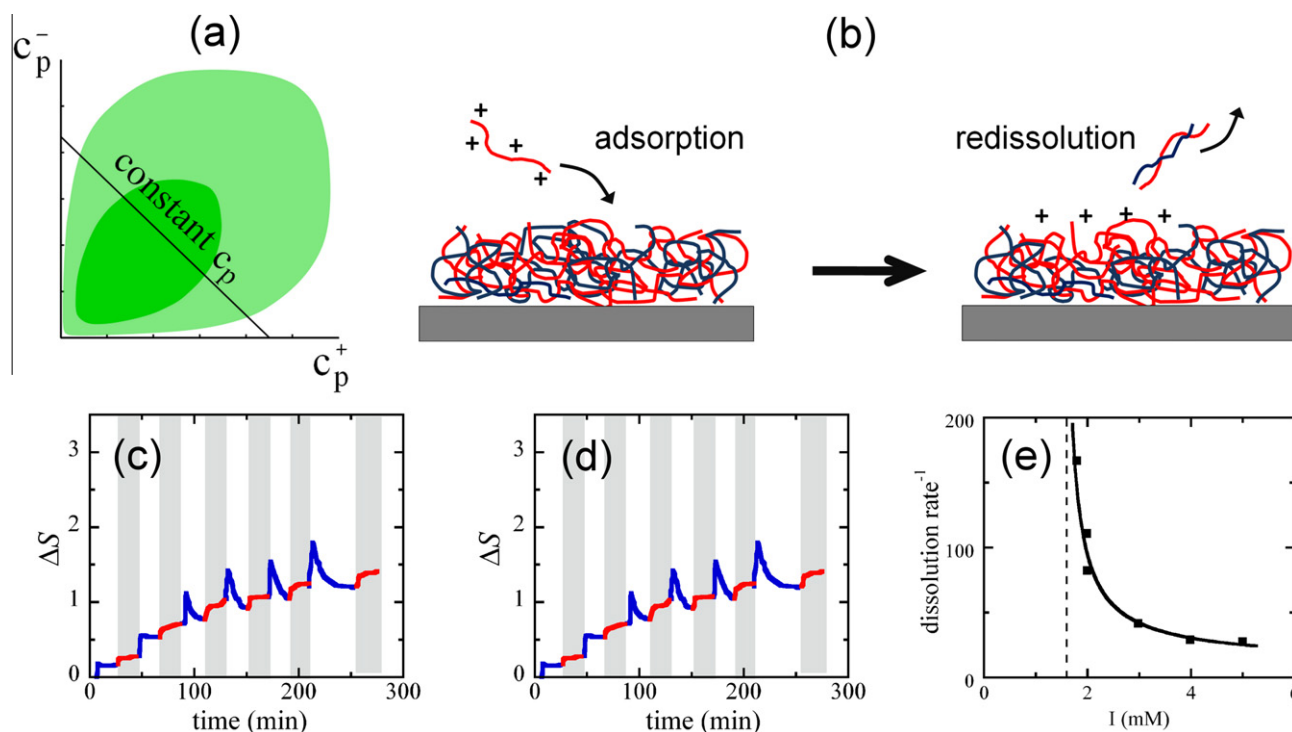 (a)
c_p^-
constant c_p
c_p^+
(b)
+ + + +
adsorption
redissolution
+ + + +
(c)
ΔS
3
2
1
0
0 100 200 300
time (min)
(d)
ΔS
3
2
1
0
0 100 200 300
time (min)
(e)
dissolution rate^-1
200
100
0
0 2 4 6
I (mM)